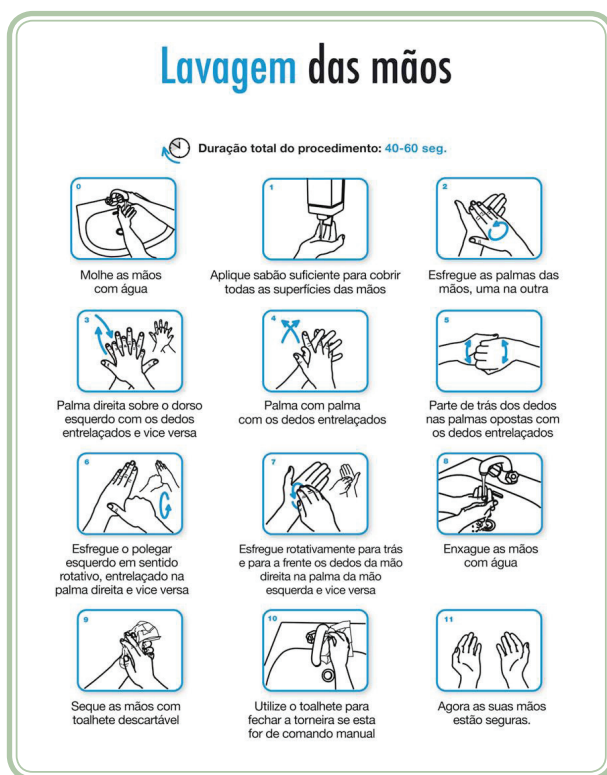 Lavagem das mãos
Duração total do procedimento: 40-60 seg.
0
Molhe as mãos
com água
1
Aplique sabão suficiente para cobrir
todas as superfícies das mãos
2
Esfregue as palmas das
mãos, uma na outra
3
Palma direita sobre o dorso
esquerdo com os dedos
entrelaçados e vice versa
4
Palma com palma
com os dedos entrelaçados
5
Parte de trás dos dedos
nas palmas opostas com
os dedos entrelaçados
6
Esfregue o polegar
esquerdo em sentido
rotativo, entrelaçado na
palma direita e vice versa
7
Esfregue rotativamente para trás
e para a frente os dedos da mão
direita na palma da mão
esquerda e vice versa
8
Enxague as mãos
com água
9
Seque as mãos com
toalhete descartável
10
Utilize o toalhete para
fechar a torneira se esta
for de comando manual
11
Agora as suas mãos
estão seguras.